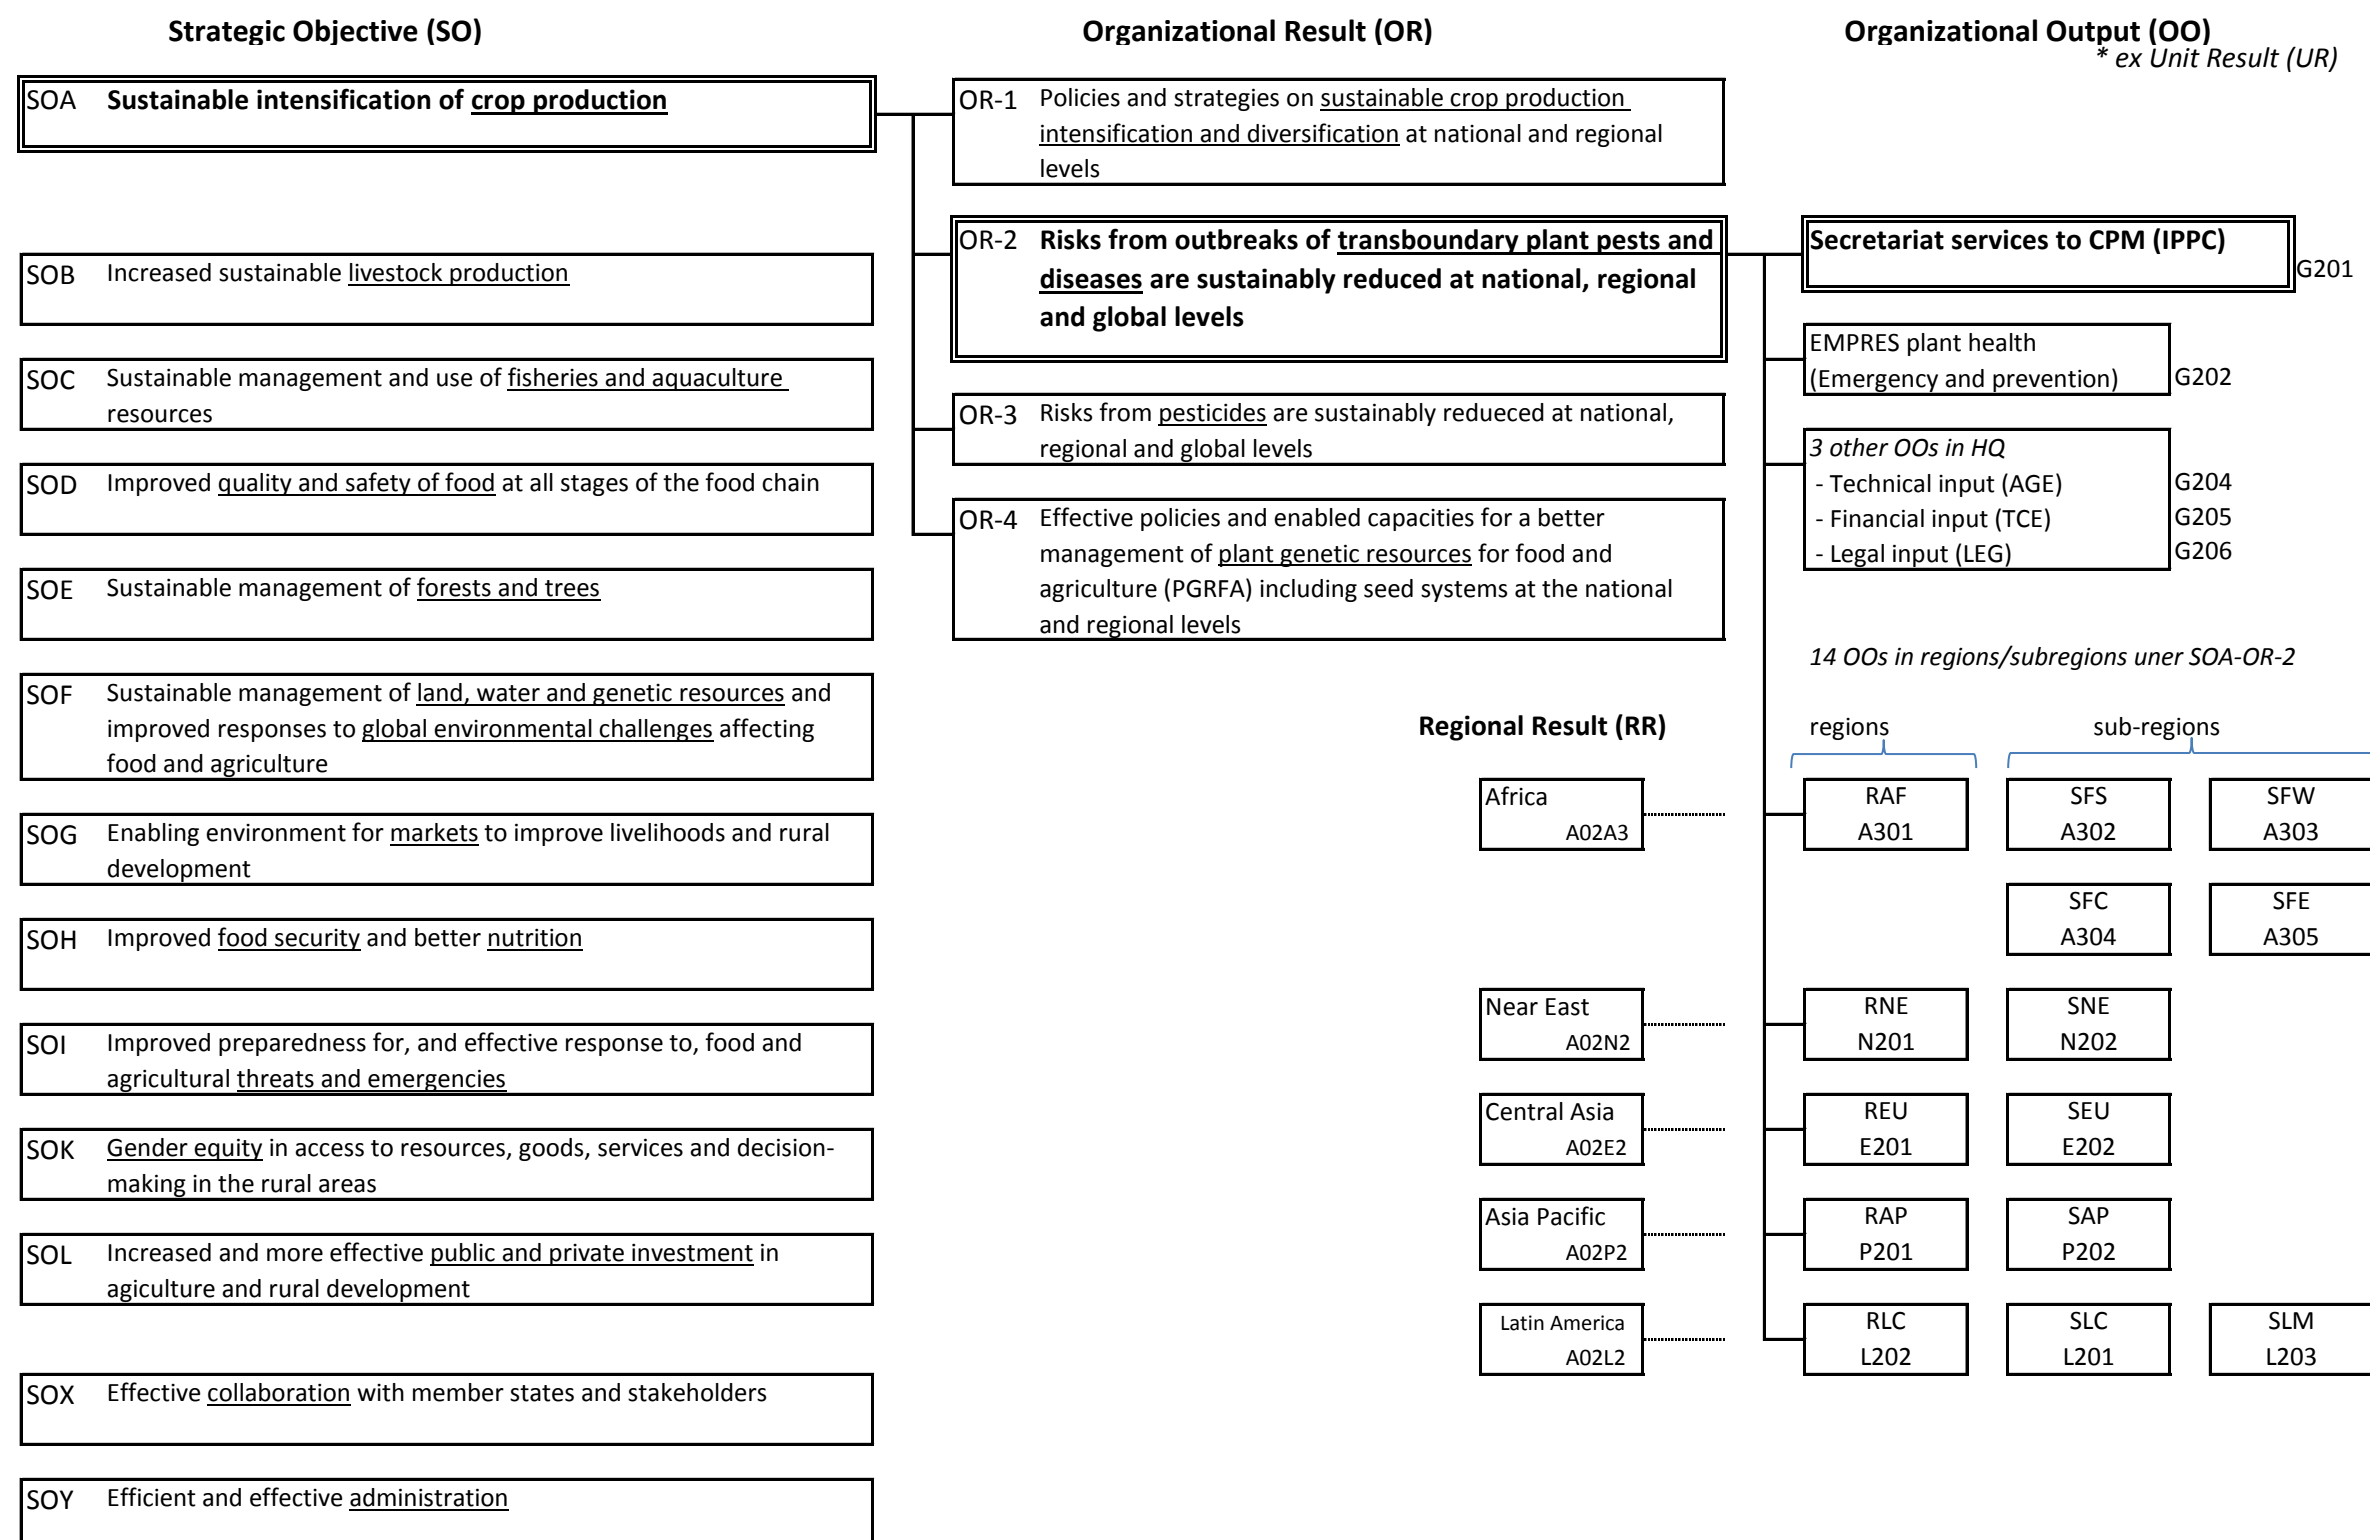 Strategic Objective (SO)
Organizational Result (OR)
Organizational Output (OO)
* ex Unit Result (UR)
SOA Sustainable intensification of crop production
SOB Increased sustainable livestock production
SOC Sustainable management and use of fisheries and aquaculture
resources
SOD Improved quality and safety of food at all stages of the food chain
SOE Sustainable management of forests and trees
SOF Sustainable management of land, water and genetic resources and
improved responses to global environmental challenges affecting
food and agriculture
SOG Enabling environment for markets to improve livelihoods and rural
development
SOH Improved food security and better nutrition
SOI Improved preparedness for, and effective response to, food and
agricultural threats and emergencies
SOK Gender equity in access to resources, goods, services and decision-
making in the rural areas
SOL Increased and more effective public and private investment in
agiculture and rural development
SOX Effective collaboration with member states and stakeholders
SOY Efficient and effective administration
OR-1 Policies and strategies on sustainable crop production
intensification and diversification at national and regional
levels
OR-2 Risks from outbreaks of transboundary plant pests and
diseases are sustainably reduced at national, regional
and global levels
OR-3 Risks from pesticides are sustainably redueced at national,
regional and global levels
OR-4 Effective policies and enabled capacities for a better
management of plant genetic resources for food and
agriculture (PGRFA) including seed systems at the national
and regional levels
Secretariat services to CPM (IPPC)
G201
EMPRES plant health
(Emergency and prevention) G202
3 other OOs in HQ
- Technical input (AGE) G204
- Financial input (TCE) G205
- Legal input (LEG) G206
14 OOs in regions/subregions uner SOA-OR-2
Regional Result (RR) regions sub-regions
Africa RAF SFS SFW
A02A3 A301 A302 A303
SFC SFE
A304 A305
Near East RNE SNE
A02N2 N201 N202
Central Asia REU SEU
A02E2 E201 E202
Asia Pacific RAP SAP
A02P2 P201 P202
Latin America RLC SLC SLM
A02L2 L202 L201 L203